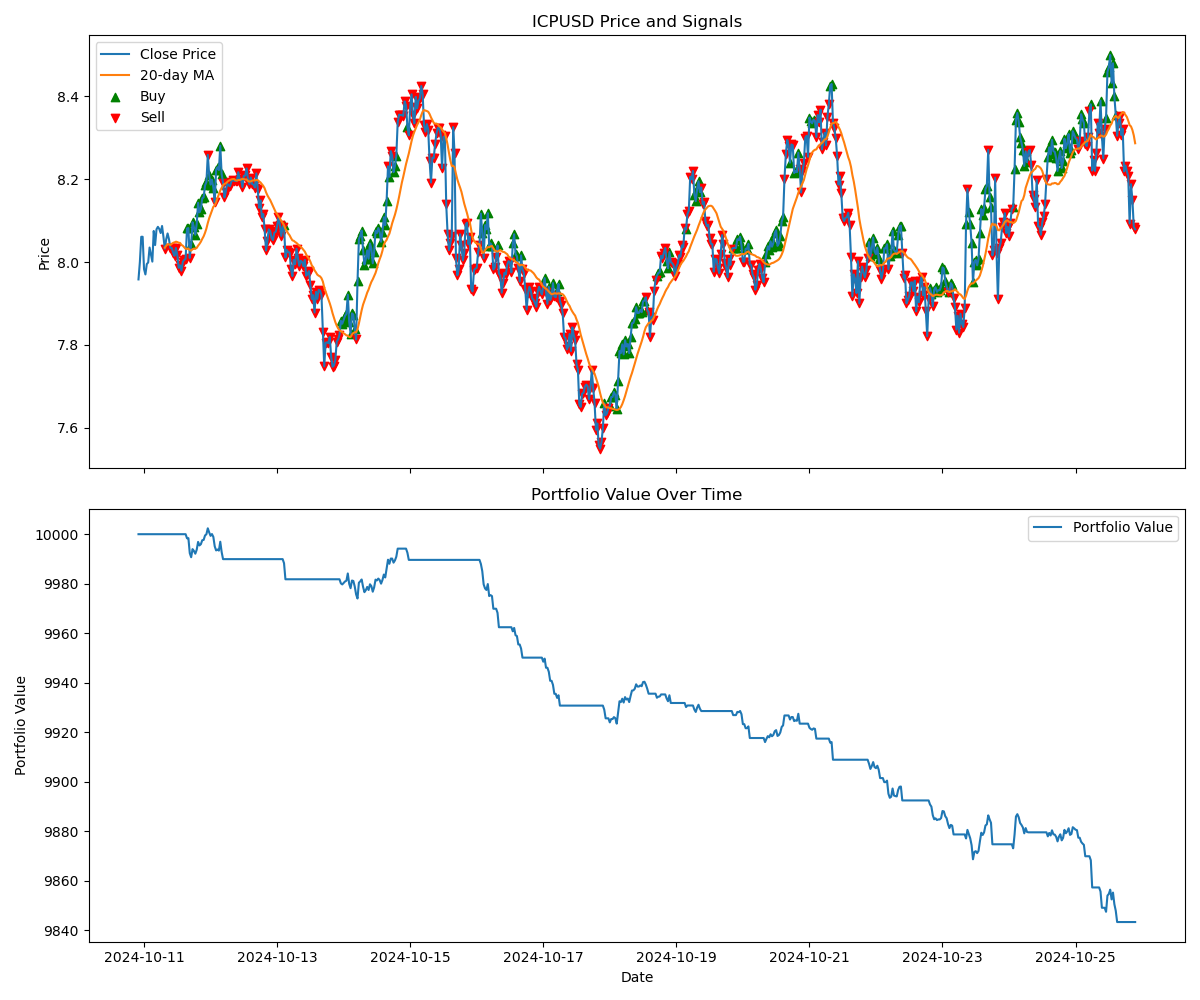 ICPUSD Price and Signals
Close Price
20-day MA
Buy
Sell
8.4
8.2
8.0
7.8
7.6
Price
Portfolio Value Over Time
Portfolio Value
10000
9980
9960
9940
9920
9900
9880
9860
9840
Portfolio Value
2024-10-11 2024-10-13 2024-10-15 2024-10-17 2024-10-19 2024-10-21 2024-10-23 2024-10-25
Date